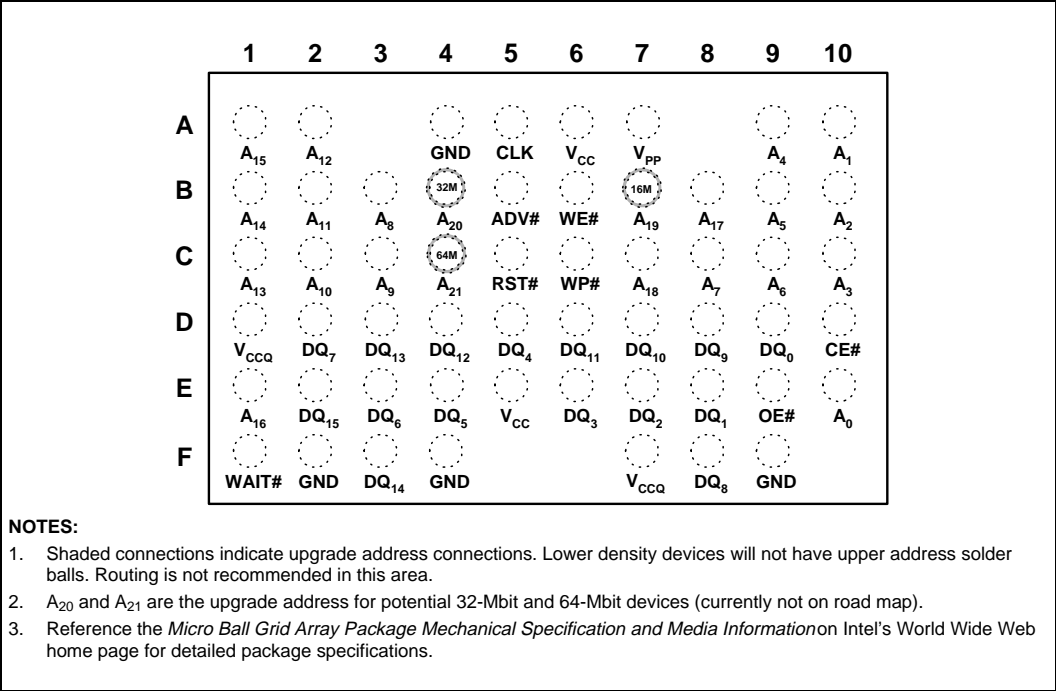 1 2 3 4 5 6 7 8 9 10
A
A15 A12 GND CLK VCC VPP A4 A1
B 32M 16M
A14 A11 A8 A20 ADV# WE# A19 A17 A5 A2
C 64M
A13 A10 A9 A21 RST# WP# A18 A7 A6 A3
D
VCCQ DQ7 DQ13 DQ12 DQ4 DQ11 DQ10 DQ9 DQ0 CE#
E
A16 DQ15 DQ6 DQ5 VCC DQ3 DQ2 DQ1 OE# A0
F
WAIT# GND DQ14 GND VCCQ DQ8 GND
NOTES:
1. Shaded connections indicate upgrade address connections. Lower density devices will not have upper address solder
balls. Routing is not recommended in this area.
2. A20 and A21 are the upgrade address for potential 32-Mbit and 64-Mbit devices (currently not on road map).
3. Reference the Micro Ball Grid Array Package Mechanical Specification and Media Informationon Intel's World Wide Web
home page for detailed package specifications.